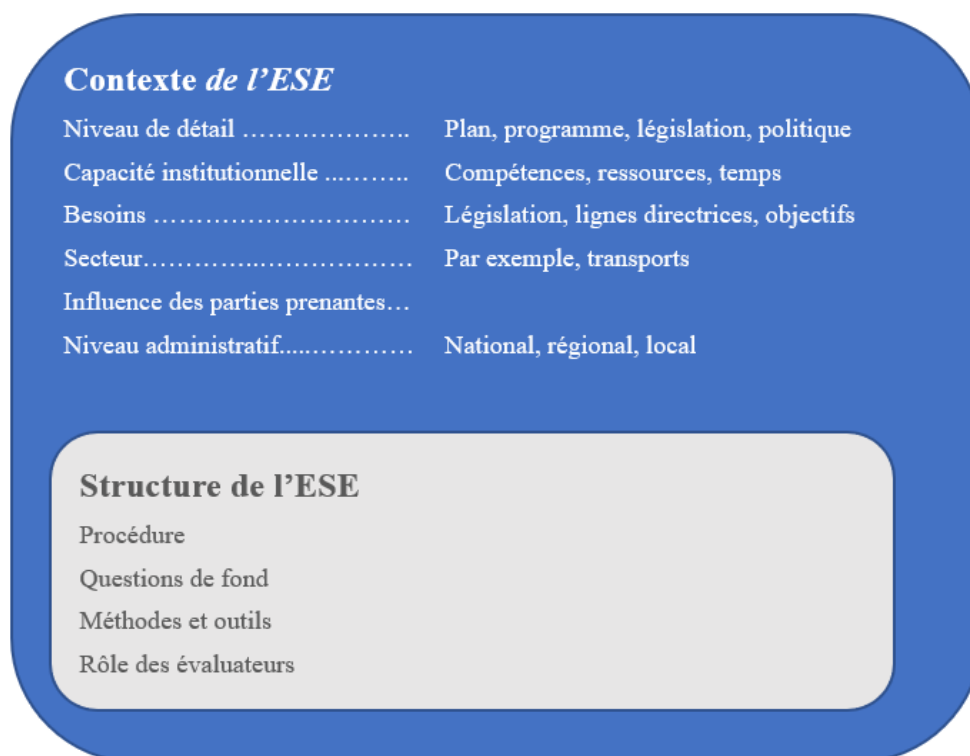 Contexte de l’ESE
Niveau de détail ………………….. Plan, programme, législation, politique
Capacité institutionnelle ...…….. Compétences, ressources, temps
Besoins …………………………. Législation, lignes directrices, objectifs
Secteur…………..……………… Par exemple, transports
Influence des parties prenantes…
Niveau administratif.....………… National, régional, local
Structure de l’ESE
Procédure
Questions de fond
Méthodes et outils
Rôle des évaluateurs